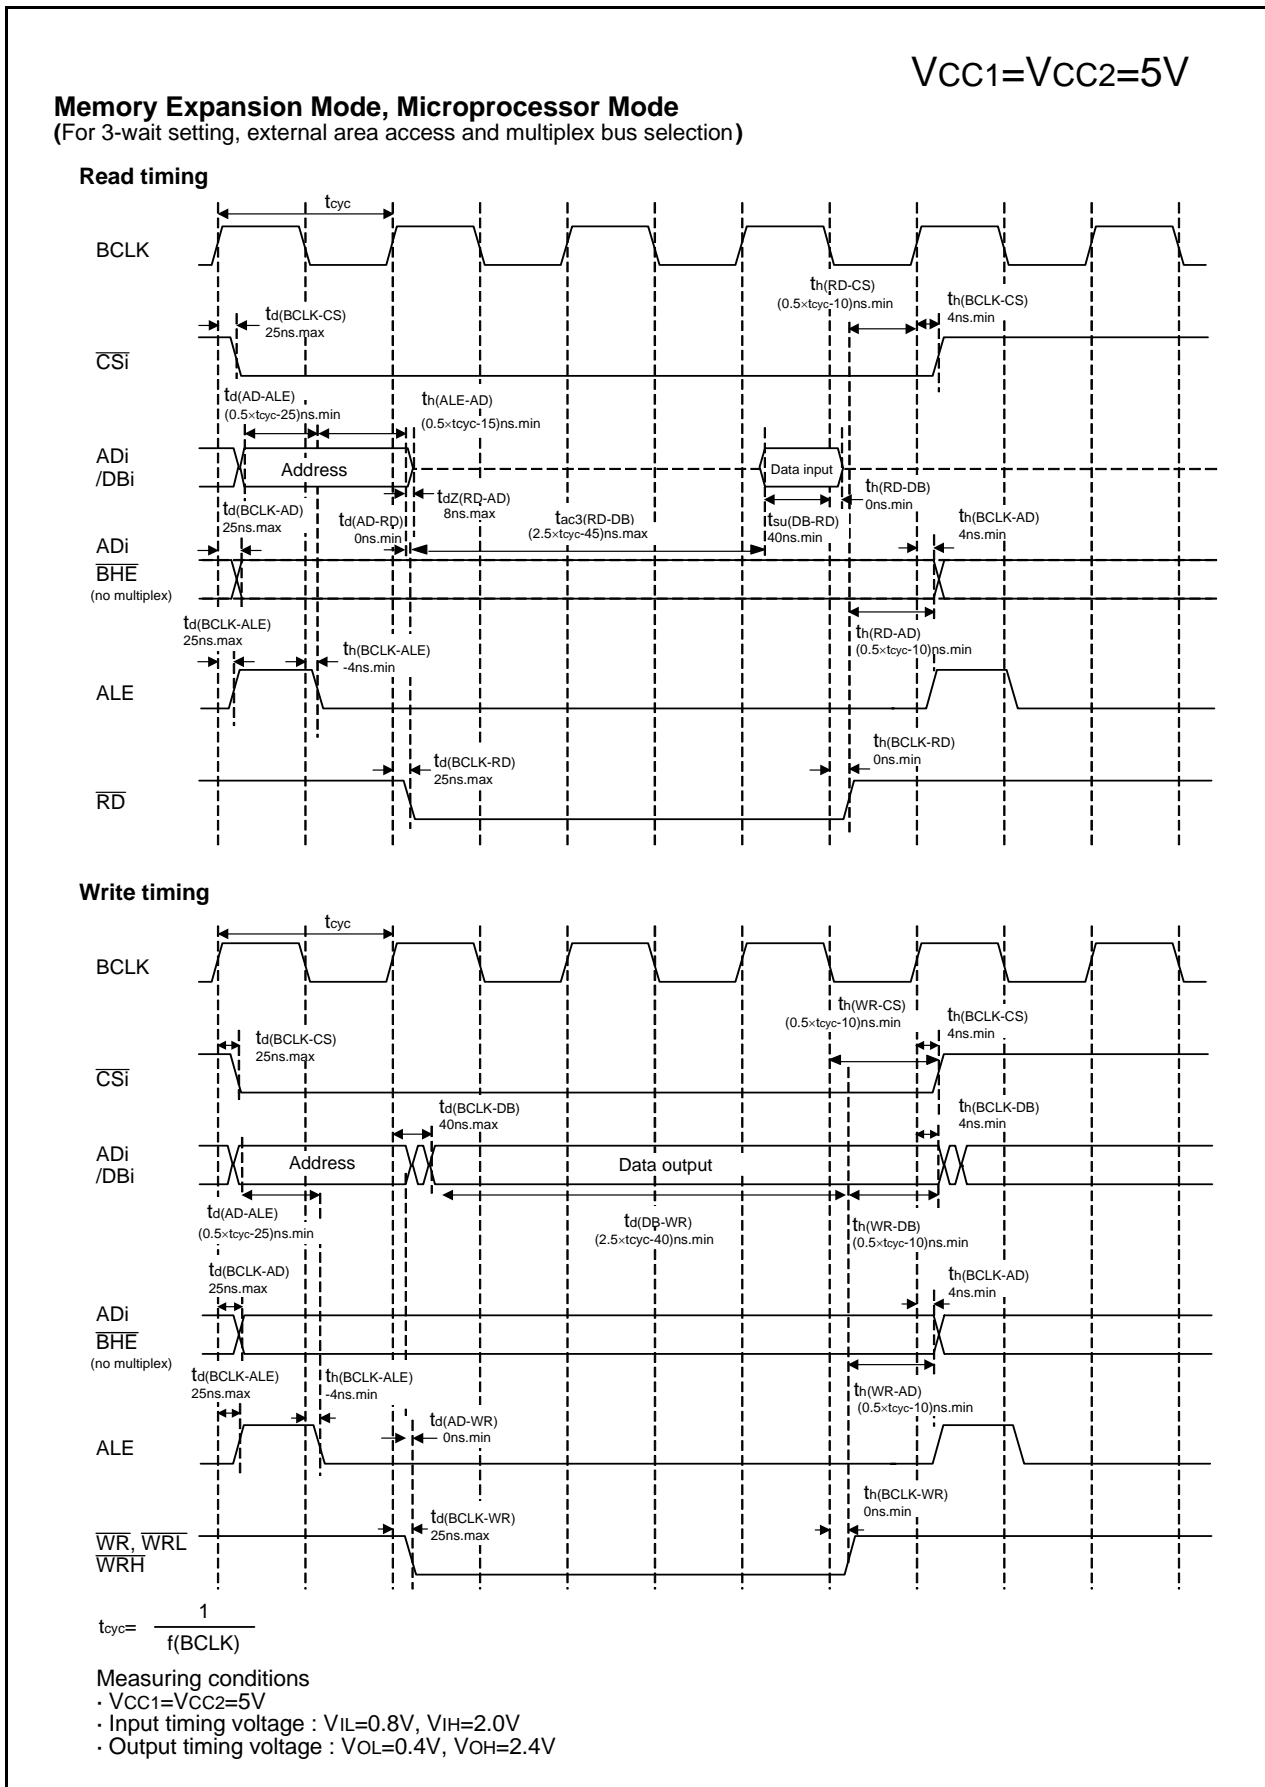 VCC1=VCC2=5V
Memory Expansion Mode, Microprocessor Mode
(For 3-wait setting, external area access and multiplex bus selection)
Read timing
tcyc
BCLK
th(RD-CS)
(0.5×tcyc-10)ns.min
th(BCLK-CS)
4ns.min
td(BCLK-CS)
25ns.max
CSi
td(AD-ALE)
(0.5×tcyc-25)ns.min
th(ALE-AD)
(0.5×tcyc-15)ns.min
ADi
/DBi
Address
Data input
th(RD-DB)
0ns.min
tdZ(RD-AD)
8ns.max
td(BCLK-AD)
25ns.max
td(AD-RD)
0ns.min
tac3(RD-DB)
(2.5×tcyc-45)ns.max
tsu(DB-RD)
40ns.min
th(BCLK-AD)
4ns.min
ADi
BHE
(no multiplex)
td(BCLK-ALE)
25ns.max
th(BCLK-ALE)
-4ns.min
th(RD-AD)
(0.5×tcyc-10)ns.min
ALE
td(BCLK-RD)
25ns.max
th(BCLK-RD)
0ns.min
RD
Write timing
tcyc
BCLK
th(WR-CS)
(0.5×tcyc-10)ns.min
th(BCLK-CS)
4ns.min
td(BCLK-CS)
25ns.max
CSi
td(BCLK-DB)
40ns.max
th(BCLK-DB)
4ns.min
ADi
/DBi
Address
Data output
td(AD-ALE)
(0.5×tcyc-25)ns.min
td(DB-WR)
(2.5×tcyc-40)ns.min
th(WR-DB)
(0.5×tcyc-10)ns.min
td(BCLK-AD)
25ns.max
th(BCLK-AD)
4ns.min
ADi
BHE
(no multiplex)
td(BCLK-ALE)
25ns.max
th(BCLK-ALE)
-4ns.min
th(WR-AD)
(0.5×tcyc-10)ns.min
td(AD-WR)
0ns.min
ALE
td(BCLK-WR)
25ns.max
th(BCLK-WR)
0ns.min
WR, WRL
WRH
tcyc= 1
f(BCLK)
Measuring conditions
· VCC1=VCC2=5V
· Input timing voltage : VIL=0.8V, VIH=2.0V
· Output timing voltage : VOL=0.4V, VOH=2.4V